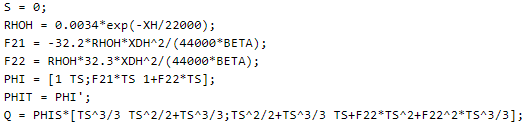 S = 0;
RHOH = 0.0034*exp(-XH/22000);
F21 = -32.2*RHOH*XDH^2/(44000*BETA);
F22 = RHOH*32.3*XDH^2/(44000*BETA);
PHI = [1 TS;F21*TS 1+F22*TS];
PHIT = PHI';
Q = PHIS*[TS^3/3 TS^2/2+TS^3/3;TS^2/2+TS^3/3 TS+F22*TS^2+F22^2*TS^3/3];